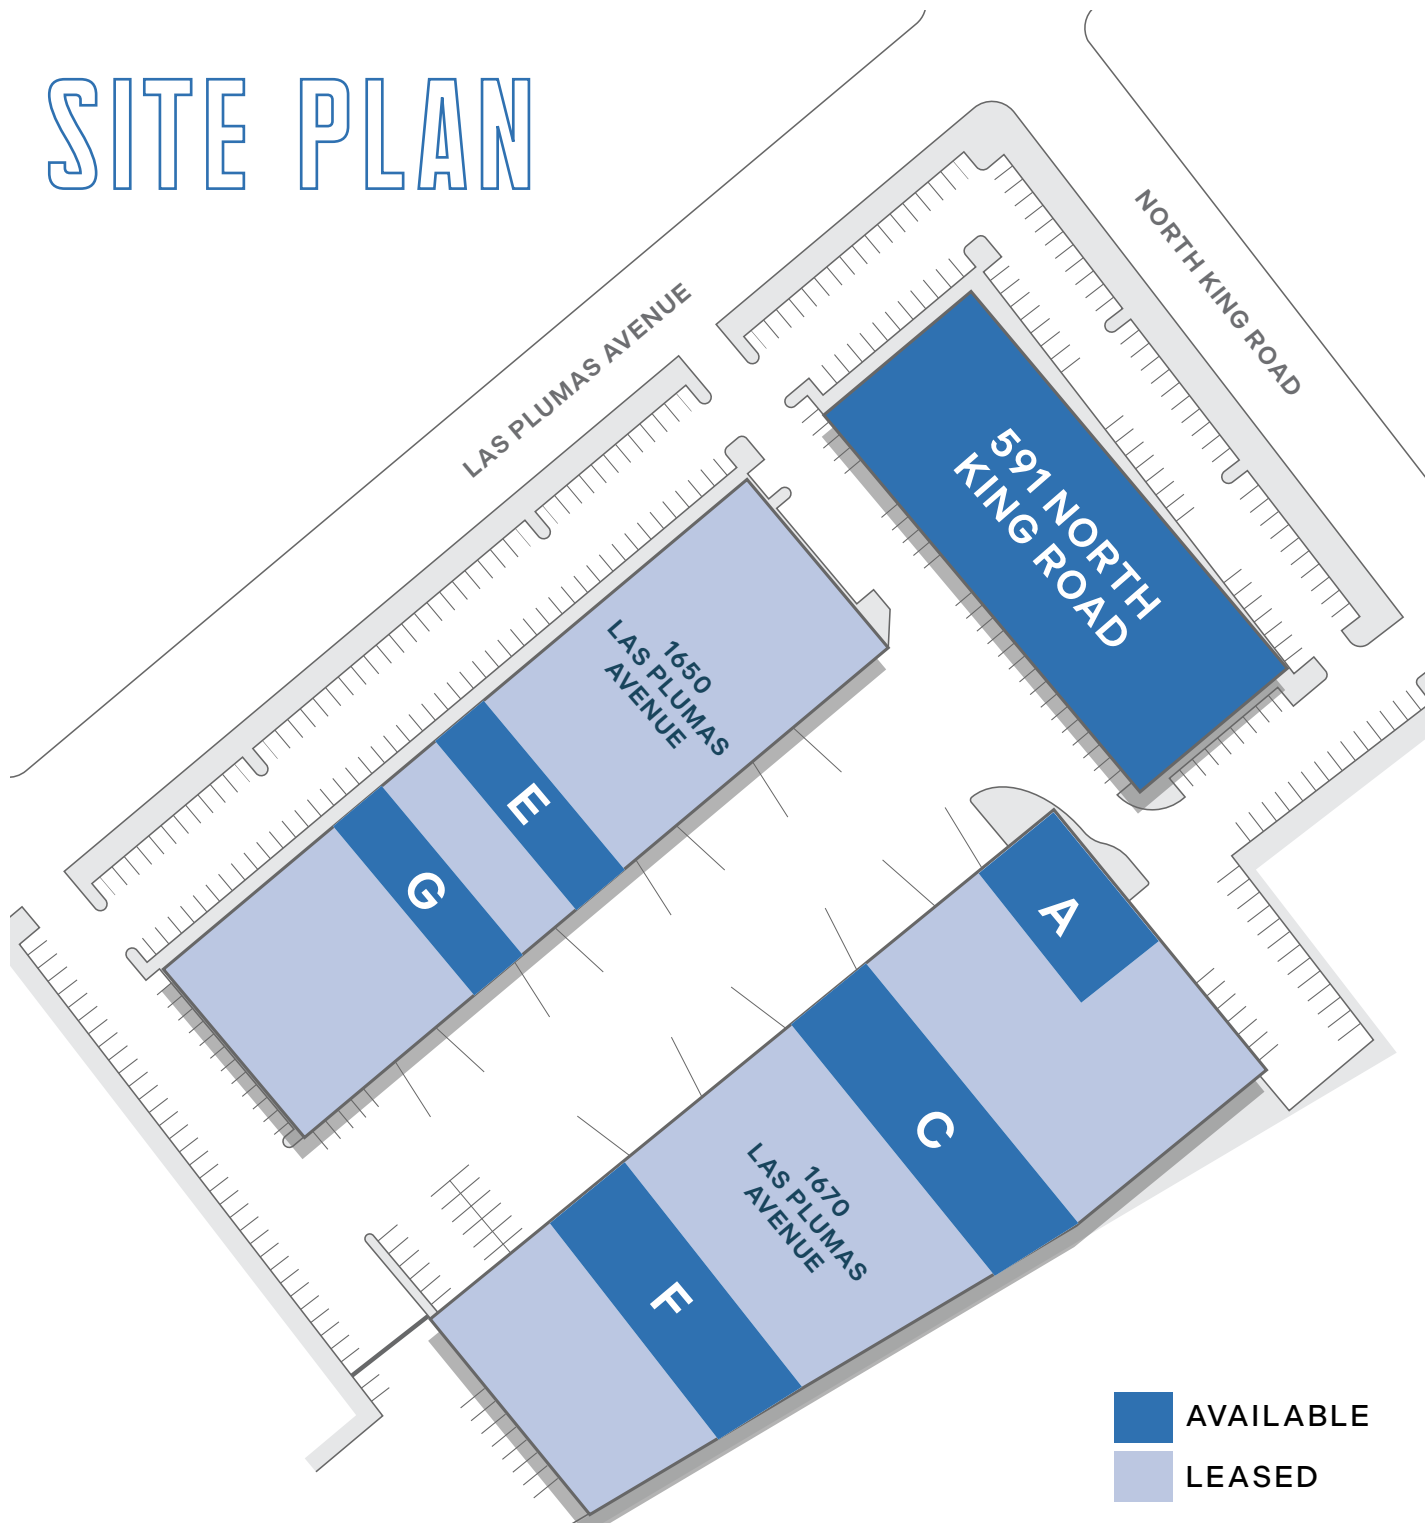 SITE PLAN
LAS PLUMAS AVENUE
NORTH KING ROAD
591 NORTH
KING ROAD
1650
LAS PLUMAS
AVENUE
E
G
A
C
1670
LAS PLUMAS
AVENUE
F
AVAILABLE
LEASED